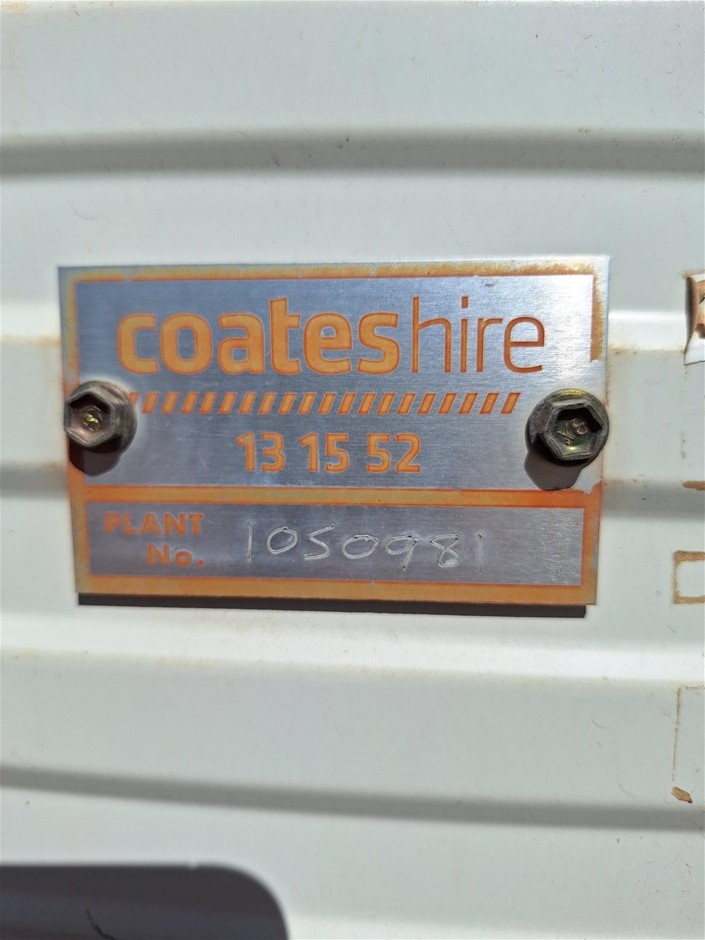 coateshire
13 15 52
PLANT
No. 1050981